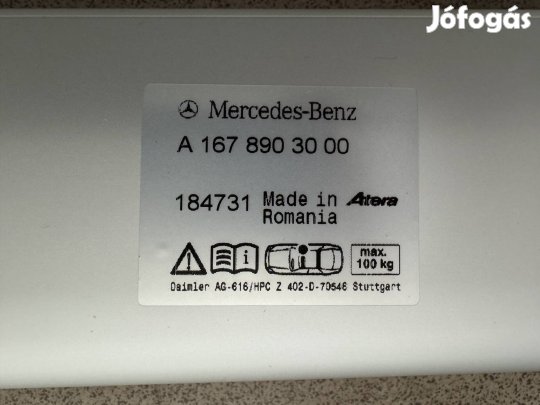 Jófogás
Mercedes-Benz
A 167 890 30 00
184731 Made in Atera
Romania
max.
100 kg
Daimler AG-616/HPC Z 402-D-70546 Stuttgart